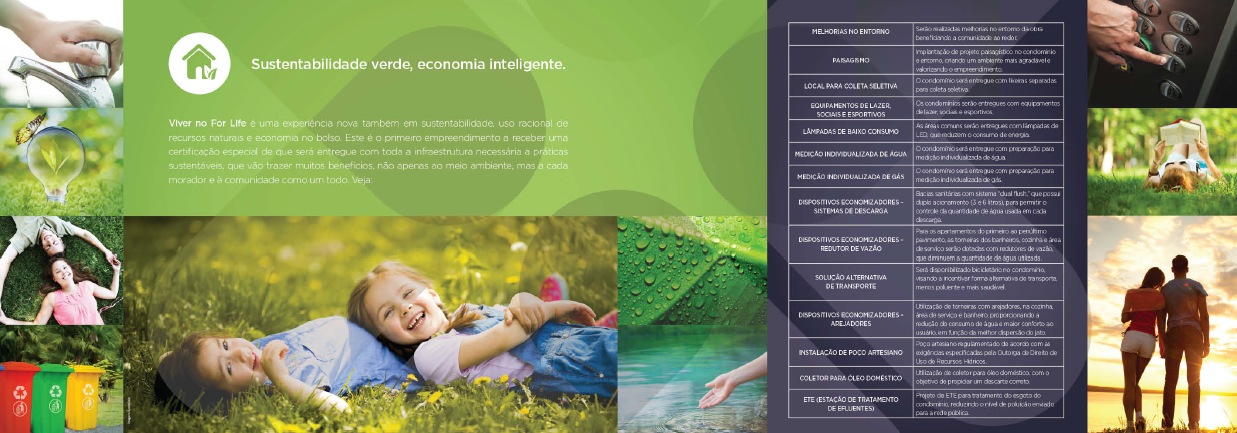 Sustentabilidade verde, economia inteligente.
Viver no For Life é uma experiência nova também em sustentabilidade, uso racional de
recursos naturais e economia no bolso. Este é o primeiro empreendimento a receber uma
certificação especial de que será entregue com toda a infraestrutura necessária a práticas
sustentáveis, que vão trazer muitos benefícios, não apenas ao meio ambiente, mas a cada
morador e à comunidade como um todo. Veja:
MELHORIAS NO ENTORNO
Serão realizadas melhorias no entorno da obra
beneficiando a comunidade ao redor.
PAISAGISMO
Implantação de projeto paisagístico no condomínio
e entorno, criando um ambiente mais agradável e
valorizando o empreendimento.
LOCAL PARA COLETA SELETIVA
O condomínio será entregue com lixeiras separadas
para coleta seletiva.
EQUIPAMENTOS DE LAZER,
SOCIAIS E ESPORTIVOS
Os condomínios serão entregues com equipamentos
de lazer, sociais e esportivos.
LÂMPADAS DE BAIXO CONSUMO
As áreas comuns serão entregues com lâmpadas de
LED, que reduzem o consumo de energia.
MEDIÇÃO INDIVIDUALIZADA DE ÁGUA
O condomínio será entregue com preparação para
medição individualizada de água.
MEDIÇÃO INDIVIDUALIZADA DE GÁS
O condomínio será entregue com preparação para
medição individualizada de gás.
DISPOSITIVOS ECONOMIZADORES –
SISTEMAS DE DESCARGA
Bacias sanitárias com sistema "dual flush," que possui
duplo acionamento (3 e 6 litros), para permitir o
controle da quantidade de água usada em cada
descarga.
DISPOSITIVOS ECONOMIZADORES –
REDUTOR DE VAZÃO
Para os apartamentos do primeiro ao penúltimo
pavimento, as torneiras dos banheiros, cozinha e área
de serviço serão dotadas com redutores de vazão,
que diminuem a quantidade de água utilizada.
SOLUÇÃO ALTERNATIVA
DE TRANSPORTE
Será disponibilizado bicicletário no condomínio,
visando a incentivar forma alternativa de transporte,
menos poluente e mais saudável.
DISPOSITIVOS ECONOMIZADORES –
AREJADORES
Utilização de torneiras com arejadores, na cozinha,
área de serviço e banheiro, proporcionando a
redução do consumo de água e maior conforto ao
usuário, em função da melhor dispersão do jato.
INSTALAÇÃO DE POÇO ARTESIANO
Poço artesiano regulamentado de acordo com as
exigências especificadas pela Outorga de Direito de
Uso de Recursos Hídricos.
COLETOR PARA ÓLEO DOMÉSTICO
Utilização de coletor para óleo doméstico, com o
objetivo de propiciar um descarte correto.
ETE (ESTAÇÃO DE TRATAMENTO
DE EFLUENTES)
Projeto de ETE para tratamento do esgoto do
condomínio, reduzindo o nível de poluição enviado
para a rede pública.